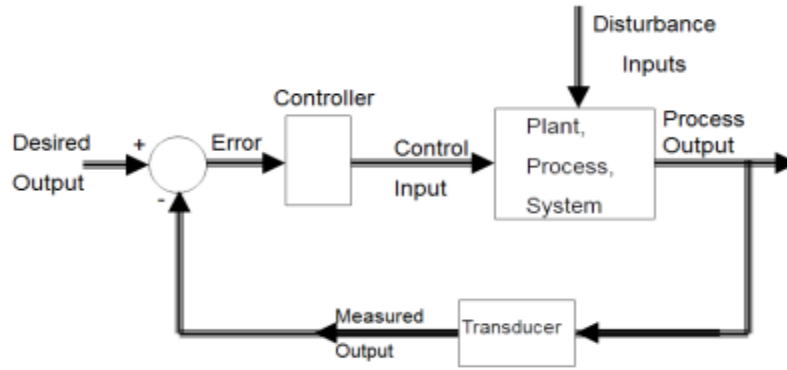 Disturbance
Inputs
Controller
Desired
Output
+
-
Error
Control
Input
Plant,
Process,
System
Process
Output
Measured
Output
Transducer